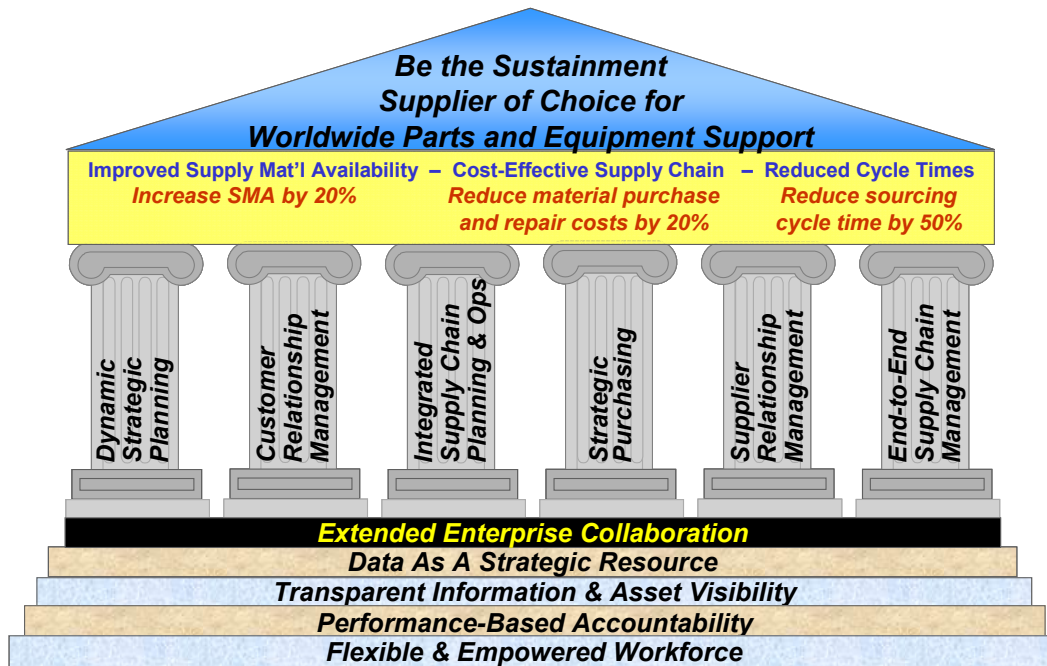 Be the Sustainment
Supplier of Choice for
Worldwide Parts and Equipment Support
Improved Supply Mat'l Availability – Cost-Effective Supply Chain – Reduced Cycle Times
Increase SMA by 20%
Reduce material purchase
and repair costs by 20%
Reduce sourcing
cycle time by 50%
Dynamic
Strategic
Planning
Customer
Relationship
Management
Integrated
Supply Chain
Planning & Ops
Strategic
Purchasing
Supplier
Relationship
Management
End-to-End
Supply Chain
Management
Extended Enterprise Collaboration
Data As A Strategic Resource
Transparent Information & Asset Visibility
Performance-Based Accountability
Flexible & Empowered Workforce